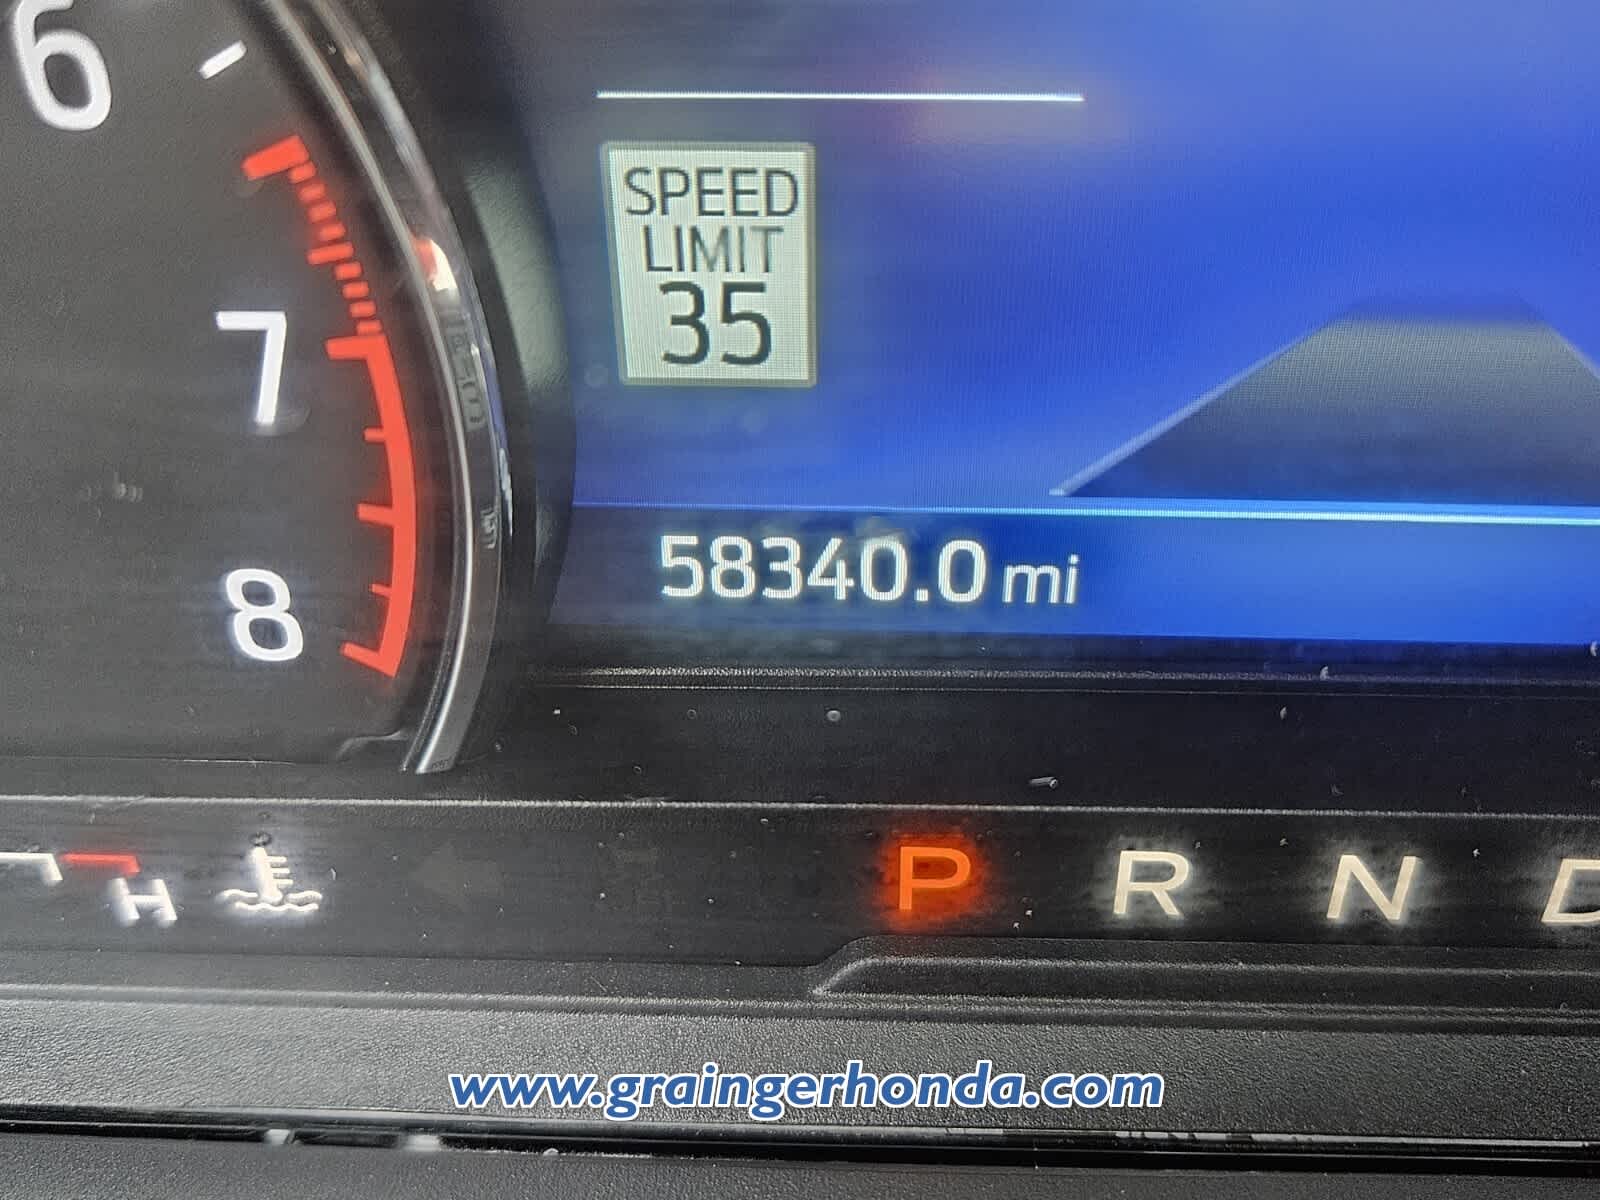 6
SPEED
LIMIT
35
7
58340.0 mi
8
H
P R N D
www.graingerhonda.com